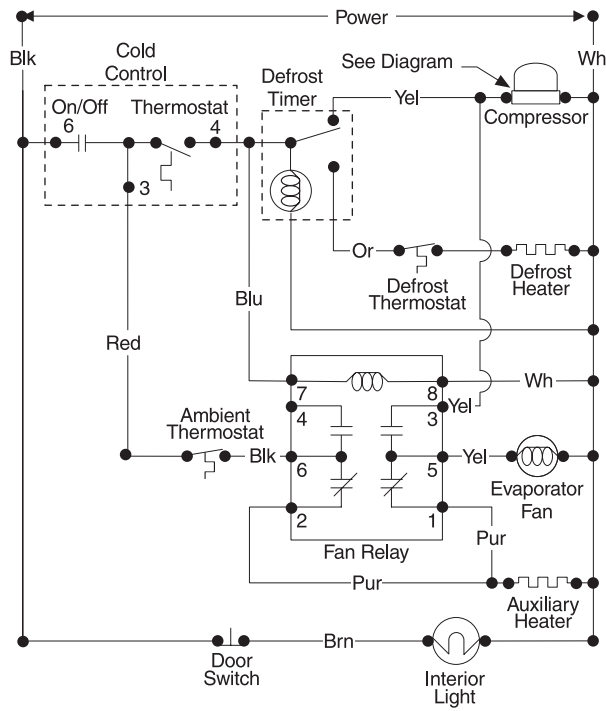 Power
Blk
Cold
Control
Defrost
Timer
See Diagram
Wh
On/Off
Thermostat
Yel
Compressor
6
4
3
Or
Defrost
Thermostat
Defrost
Heater
Blu
Red
7
8
Wh
4
3
Yel
Ambient
Thermostat
Blk
6
5
Yel
Evaporator
Fan
2
1
Fan Relay
Pur
Pur
Auxiliary
Heater
Brn
Door
Switch
Interior
Light